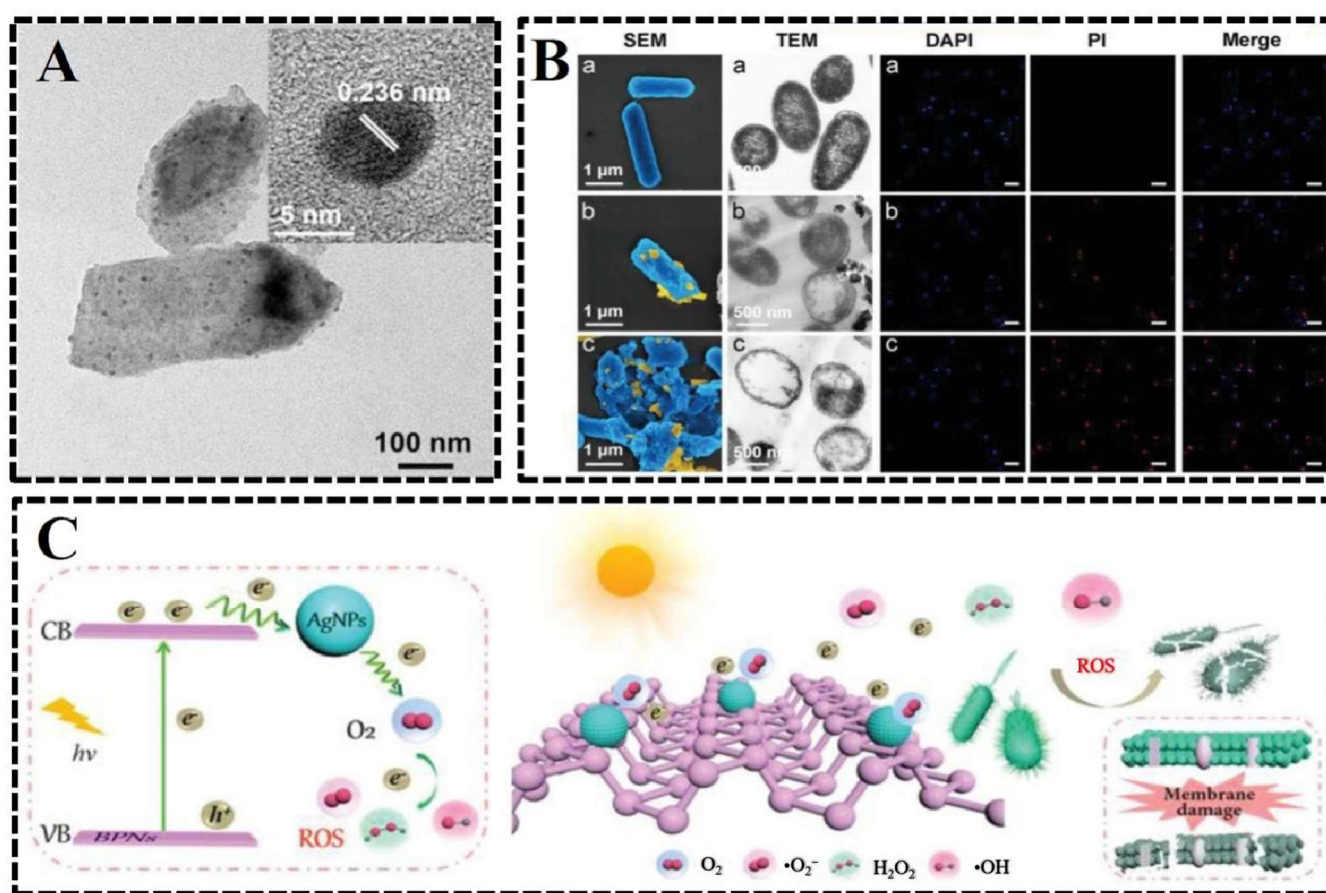 A
0.236 nm
5 nm
100 nm
B
SEM TEM DAPI PI Merge
a a a
1 μm
b b b
1 μm 500 nm
c c c
1 μm 500 nm
C
e⁻
e⁻ e⁻
CB
AgNPs
e⁻
e⁻
O₂
hν
e⁻
h⁺
VB BPNs
ROS
e⁻
e⁻
e⁻
e⁻
e⁻
ROS
Membrane
damage
O₂ •O₂⁻ H₂O₂ •OH